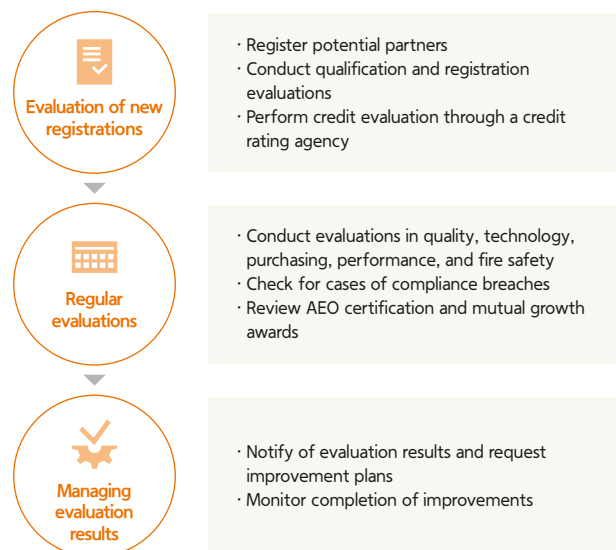 Evaluation of new
registrations
· Register potential partners
· Conduct qualification and registration
evaluations
· Perform credit evaluation through a credit
rating agency
Regular
evaluations
· Conduct evaluations in quality, technology,
purchasing, performance, and fire safety
· Check for cases of compliance breaches
· Review AEO certification and mutual growth
awards
Managing
evaluation
results
· Notify of evaluation results and request
improvement plans
· Monitor completion of improvements